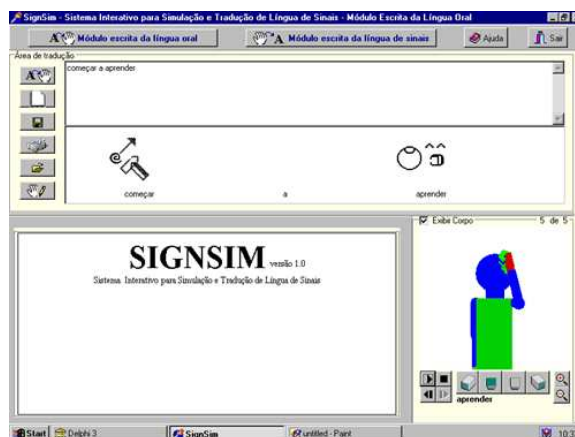 SignSim - Sistema Interativo para Simulação e Tradução de Língua de Sinais - Módulo Escrita da Língua Oral
A Módulo escrita da língua oral
A Módulo escrita da língua de sinais
Ajuda
Sair
Área de tradução
A
começar a aprender
começar a aprender
Exibir Corpo 5 de 5
SIGNSIM versão 1.0
Sistema Interativo para Simulação e Tradução de Língua de Sinais
aprender
Start Delphi 3 SignSim untitled - Paint